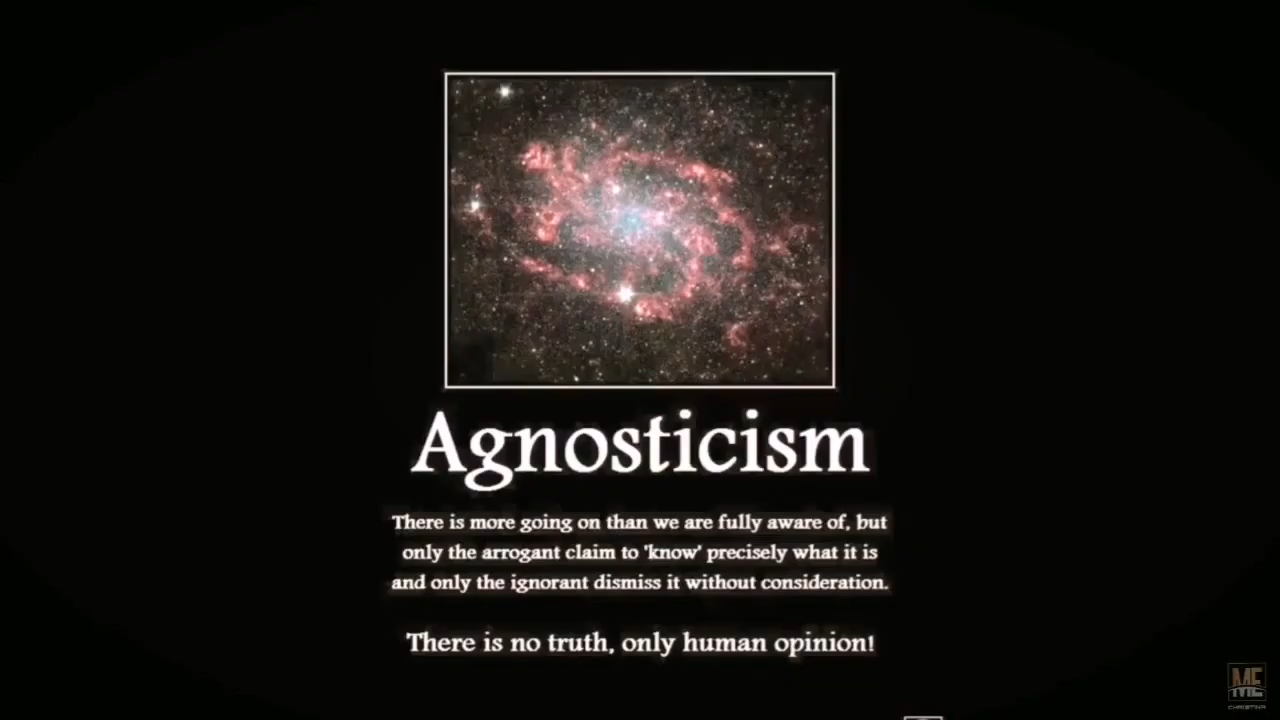 Agnosticism
There is more going on than we are fully aware of, but
only the arrogant claim to 'know' precisely what it is
and only the ignorant dismiss it without consideration.
There is no truth, only human opinion!
ME
CHRISTINA